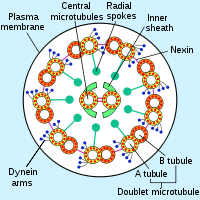 Central
microtubules
Radial
spokes
Inner
sheath
Plasma
membrane
Nexin
Dynein
arms
B tubule
A tubule
Doublet microtubule